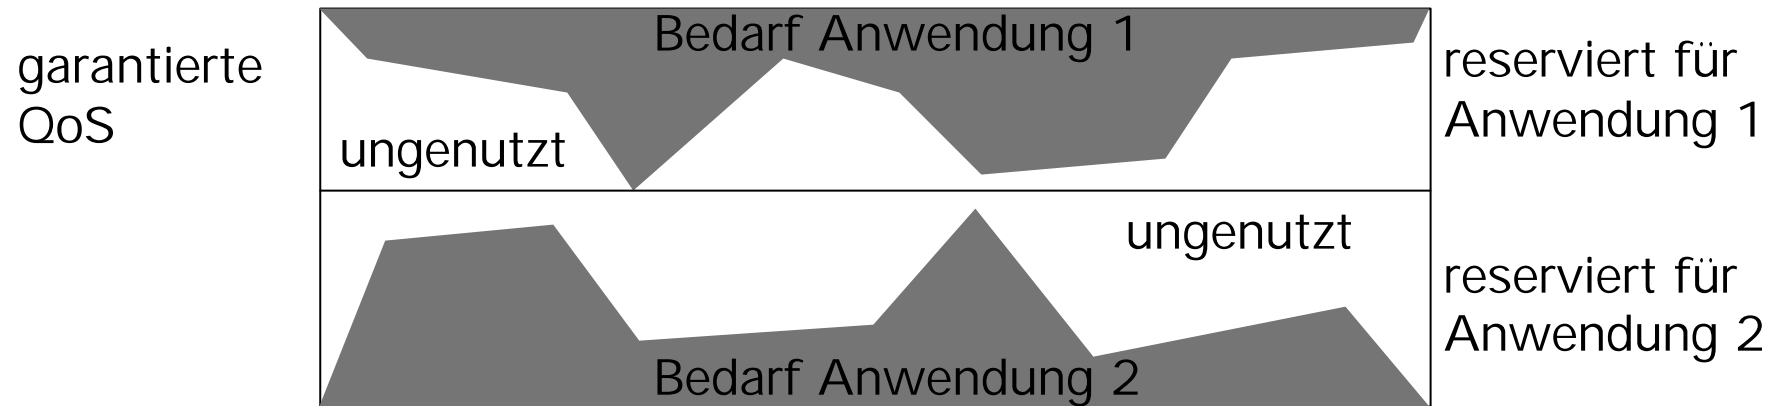 Bedarf Anwendung 1
garantierte
QoS
reserviert für
Anwendung 1
ungenutzt
ungenutzt
reserviert für
Anwendung 2
Bedarf Anwendung 2